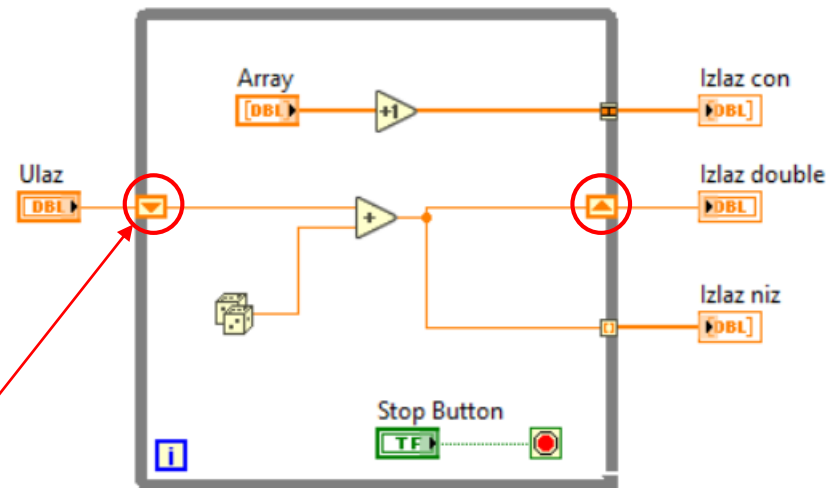 Array
[DBL]
+1
Izlaz con
[DBL]
Ulaz
DBL
+
Izlaz double
DBL
Izlaz niz
[DBL]
Stop Button
TF
i